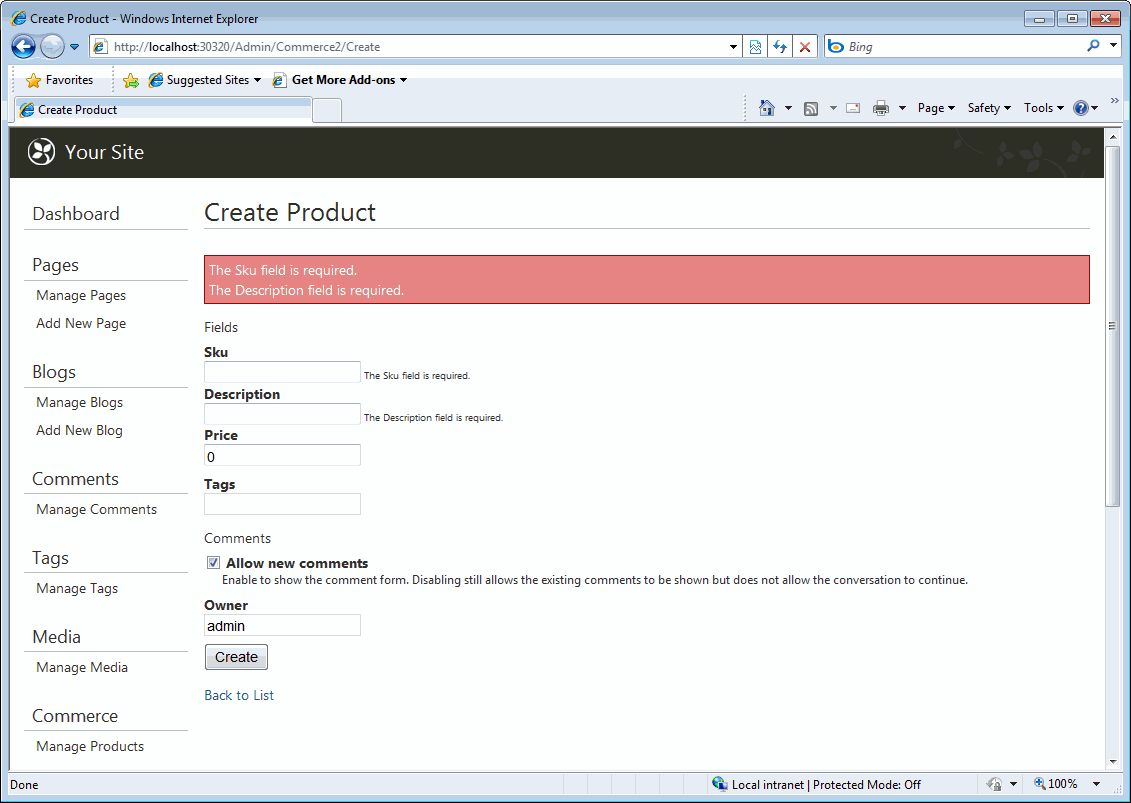 Create Product - Windows Internet Explorer
http://localhost:30320/Admin/Commerce2/Create
Bing
Favorites
Suggested Sites
Get More Add-ons
Create Product
Page
Safety
Tools
Your Site
Dashboard
Pages
Manage Pages
Add New Page
Blogs
Manage Blogs
Add New Blog
Comments
Manage Comments
Tags
Manage Tags
Media
Manage Media
Commerce
Manage Products
Create Product
The Sku field is required.
The Description field is required.
Fields
Sku
The Sku field is required.
Description
The Description field is required.
Price
0
Tags
Comments
Allow new comments
Enable to show the comment form. Disabling still allows the existing comments to be shown but does not allow the conversation to continue.
Owner
admin
Create
Back to List
Done
Local intranet | Protected Mode: Off
100%